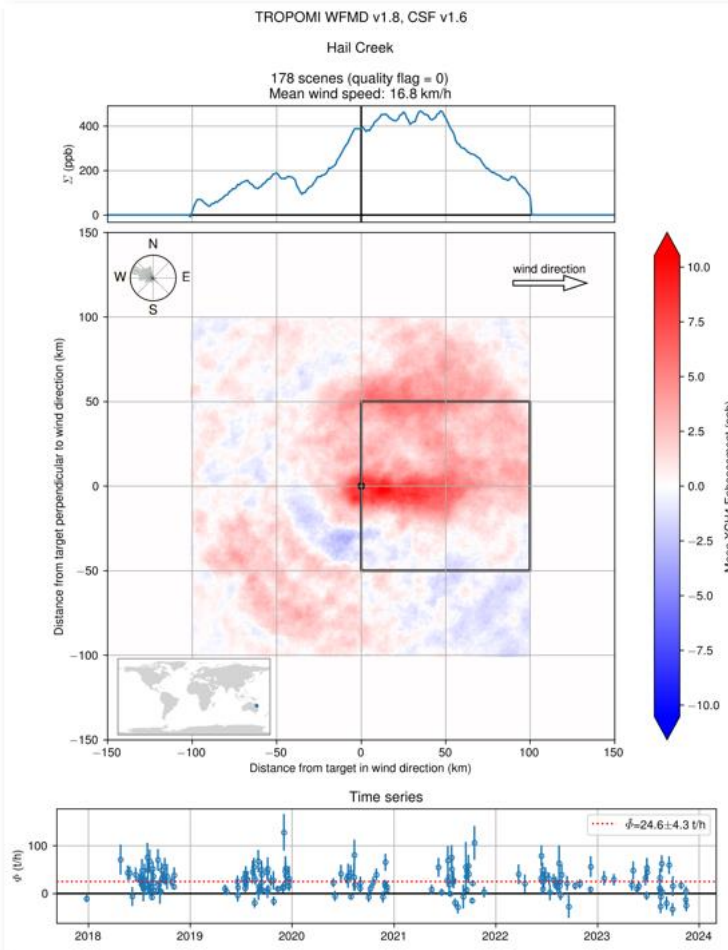 TROPOMI WFMD v1.8, CSF v1.6
Hail Creek
178 scenes (quality flag = 0)
Mean wind speed: 16.8 km/h
Σ (ppb)
400
200
0
150
100
50
0
−50
−100
−150
Distance from target perpendicular to wind direction (km)
N
W E
S
wind direction
−150 −100 −50 0 50 100 150
Distance from target in wind direction (km)
10.0
7.5
5.0
2.5
0.0
−2.5
−5.0
−7.5
−10.0
Mean XCH4 Enhancement (ppb)
Time series
Φ (t/h)
100
0
Φ̄=24.6±4.3 t/h
2018 2019 2020 2021 2022 2023 2024